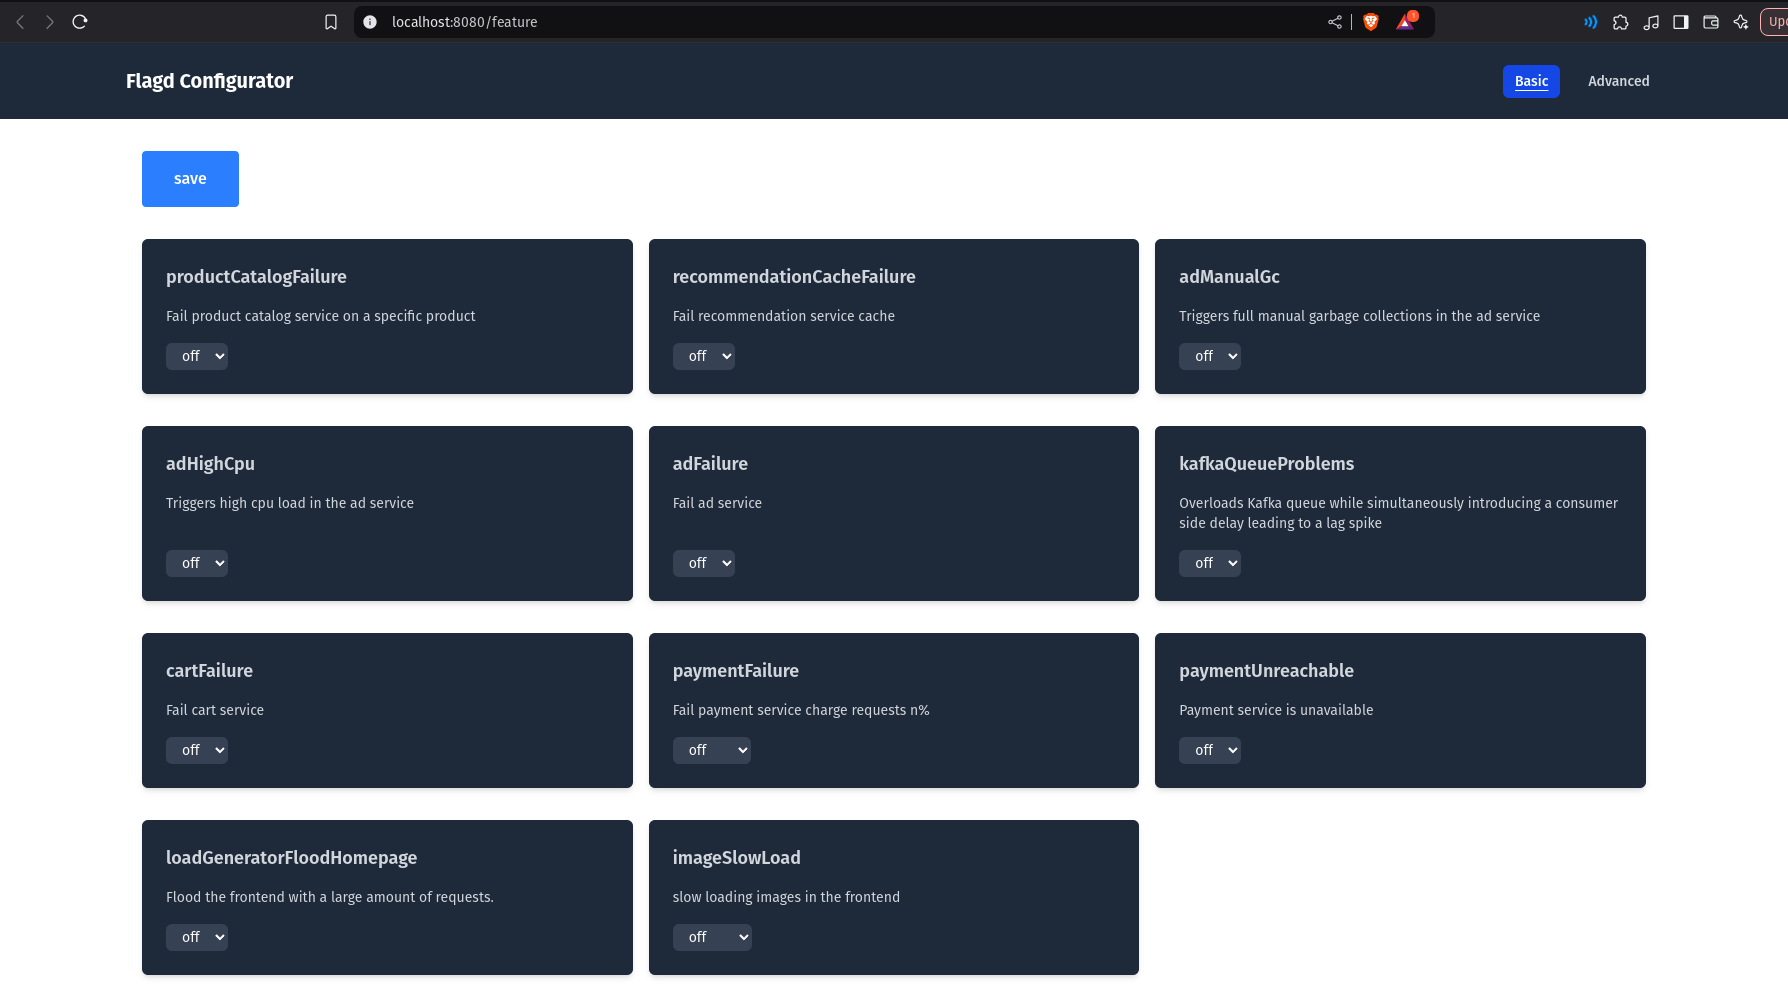 localhost:8080/feature
1
Flagd Configurator
Basic
Advanced
save
productCatalogFailure
Fail product catalog service on a specific product
off
recommendationCacheFailure
Fail recommendation service cache
off
adManualGc
Triggers full manual garbage collections in the ad service
off
adHighCpu
Triggers high cpu load in the ad service
off
adFailure
Fail ad service
off
kafkaQueueProblems
Overloads Kafka queue while simultaneously introducing a consumer
side delay leading to a lag spike
off
cartFailure
Fail cart service
off
paymentFailure
Fail payment service charge requests n%
off
paymentUnreachable
Payment service is unavailable
off
loadGeneratorFloodHomepage
Flood the frontend with a large amount of requests.
off
imageSlowLoad
slow loading images in the frontend
off